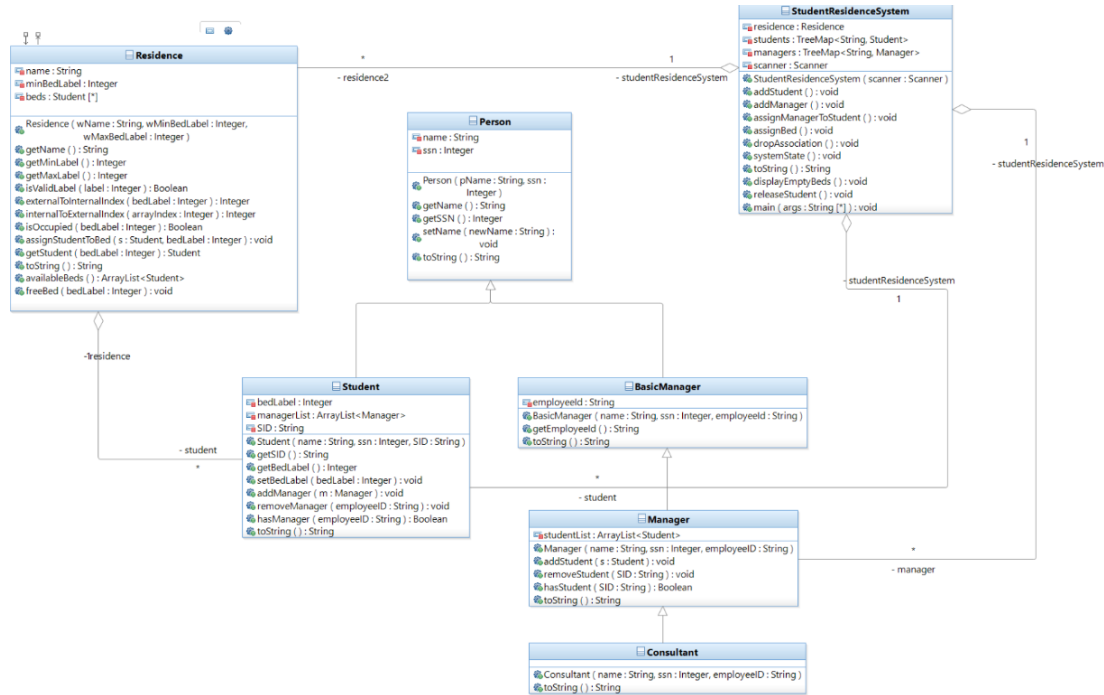 StudentResidenceSystem
residence : Residence
students : TreeMap<String, Student>
managers : TreeMap<String, Manager>
scanner : Scanner
StudentResidenceSystem ( scanner : Scanner )
addStudent ( ) : void
addManager ( ) : void
assignManagerToStudent ( ) : void
assignBed ( ) : void
dropAssociation ( ) : void
systemState ( ) : void
toString ( ) : String
displayEmptyBeds ( ) : void
releaseStudent ( ) : void
main ( args : String [*] ) : void
Residence
name : String
minBedLabel : Integer
beds : Student [*]
Residence ( wName : String, wMinBedLabel : Integer,
wMaxBedLabel : Integer )
getName ( ) : String
getMinLabel ( ) : Integer
getMaxLabel ( ) : Integer
isValidLabel ( label : Integer ) : Boolean
externalToInternalIndex ( bedLabel : Integer ) : Integer
internalToExternalIndex ( arrayIndex : Integer ) : Integer
isOccupied ( bedLabel : Integer ) : Boolean
assignStudentToBed ( s : Student, bedLabel : Integer ) : void
getStudent ( bedLabel : Integer ) : Student
toString ( ) : String
availableBeds ( ) : ArrayList<Student>
freeBed ( bedLabel : Integer ) : void
*
- residence2
1
- studentResidenceSystem
Person
name : String
ssn : Integer
Person ( pName : String, ssn :
Integer )
getName ( ) : String
getSSN ( ) : Integer
setName ( newName : String ) :
void
toString ( ) : String
1
- studentResidenceSystem
- studentResidenceSystem
1
-1residence
- student
*
Student
bedLabel : Integer
managerList : ArrayList<Manager>
SID : String
Student ( name : String, ssn : Integer, SID : String )
getSID ( ) : String
getBedLabel ( ) : Integer
setBedLabel ( bedLabel : Integer ) : void
addManager ( m : Manager ) : void
removeManager ( employeeID : String ) : void
hasManager ( employeeID : String ) : Boolean
toString ( ) : String
BasicManager
employeeId : String
BasicManager ( name : String, ssn : Integer, employeeId : String )
getEmployeeId ( ) : String
toString ( ) : String
*
- student
Manager
studentList : ArrayList<Student>
Manager ( name : String, ssn : Integer, employeeID : String )
addStudent ( s : Student ) : void
removeStudent ( SID : String ) : void
hasStudent ( SID : String ) : Boolean
toString ( ) : String
*
- manager
Consultant
Consultant ( name : String, ssn : Integer, employeeID : String )
toString ( ) : String